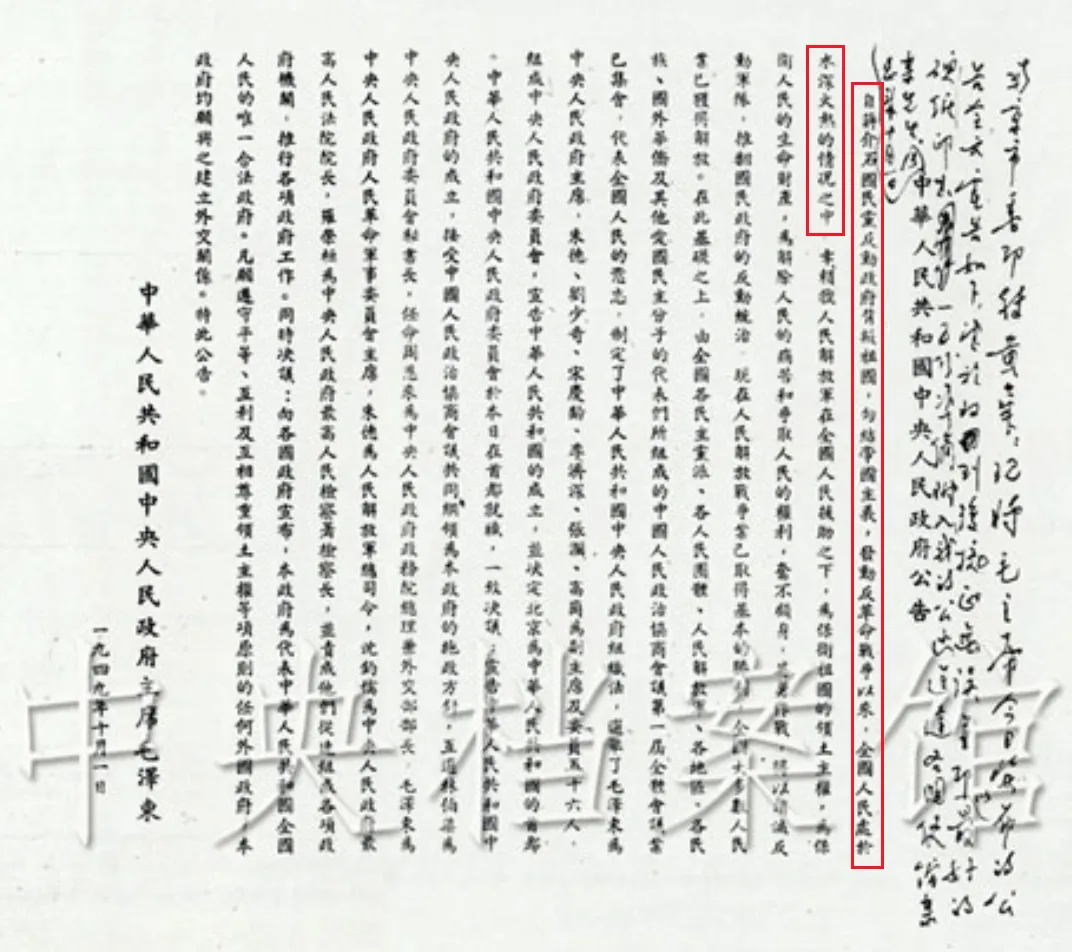 毛主席今日
中華人民共和國中央人民政府公告
自蔣介石國民黨反動政府背叛祖國，勾結帝國主義，發動反革命戰爭以來，全國人民處於
水深火熱的情況之中 幸賴我人民解放軍在全國人民援助之下，為保衛祖國的領土主權，為保
衛人民的生命財產，為解除人民的痛苦和爭取人民的權利，奮不顧身，英勇作戰，得以消滅反
動軍隊，推翻國民政府的反動統治 現在人民解放戰爭業已取得基本的勝利，全國大多數人民
業已獲得解放。在此基礎之上，由全國各民主黨派、各人民團體、人民解放軍、各地區、各民
族、國外華僑及其他愛國民主分子的代表們所組成的中國人民政治協商會議第一屆全體會議業
已集會，代表全國人民的意志，制定了中華人民共和國中央人民政府組織法，選舉了毛澤東為
中央人民政府主席，朱德、劉少奇、宋慶齡、李濟深、張瀾、高崗為副主席及委員五十六人，
組成中央人民政府委員會，宣告中華人民共和國的成立，並決定北京為中華人民共和國的首都
。中華人民共和國中央人民政府委員會於本日在首都就職，一致決議：宣告中華人民共和國中
央人民政府的成立，接受中國人民政治協商會議共同綱領為本政府的施政方針，互選林伯渠為
中央人民政府委員會秘書長，任命周恩來為中央人民政府政務院總理兼外交部部長，毛澤東為
中央人民政府人民革命軍事委員會主席，朱德為人民解放軍總司令，沈鈞儒為中央人民政府最
高人民法院院長，羅榮桓為中央人民政府最高人民檢察署檢察長，並責成他們從速組成各項政
府機關，推行各項政府工作。同時決議：向各國政府宣布，本政府為代表中華人民共和國全國
人民的唯一合法政府。凡願遵守平等、互利及互相尊重領土主權等項原則的任何外國政府，本
政府均願與之建立外交關係。特此公告。
中華人民共和國中央人民政府主席毛澤東
一九四九年十月一日
中央档案馆